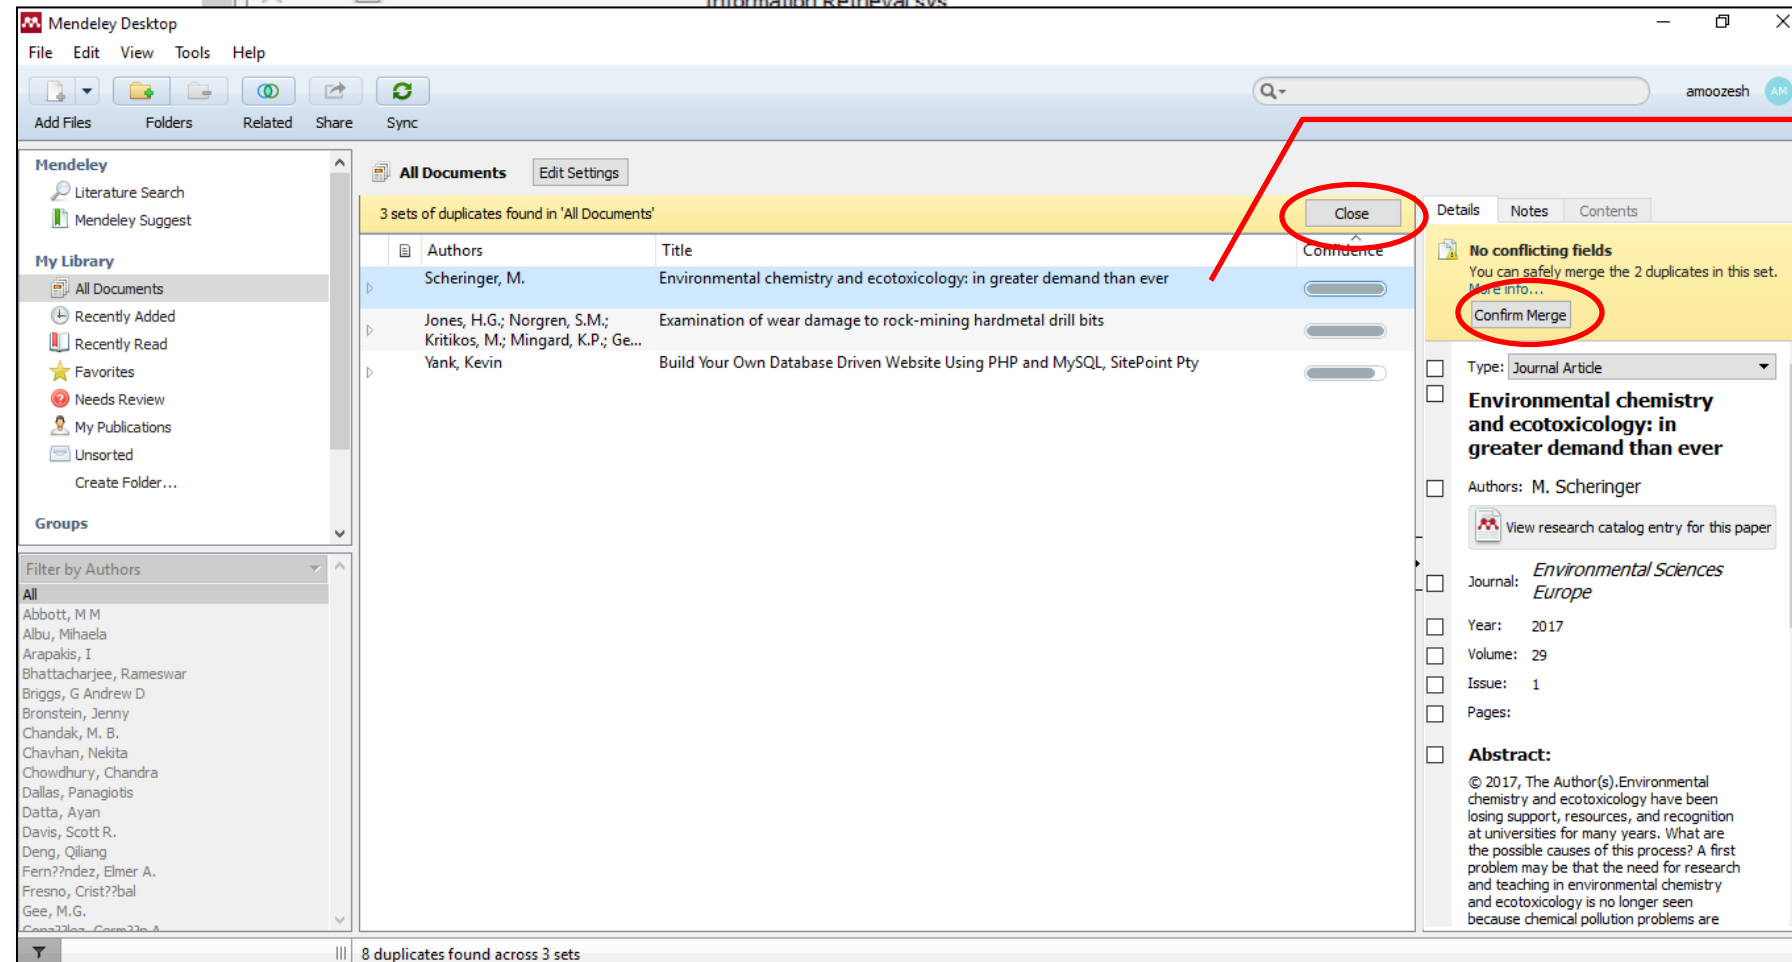 Information Retrieval sys
Mendeley Desktop
File Edit View Tools Help
Add Files Folders Related Share Sync
amoozesh AM
Mendeley
Literature Search
Mendeley Suggest
My Library
All Documents
Recently Added
Recently Read
Favorites
Needs Review
My Publications
Unsorted
Create Folder...
Groups
Filter by Authors
All
Abbott, M M
Albu, Mihaela
Arapakis, I
Bhattacharjee, Rameswar
Briggs, G Andrew D
Bronstein, Jenny
Chandak, M. B.
Chavhan, Nekita
Chowdhury, Chandra
Dallas, Panagiotis
Datta, Ayan
Davis, Scott R.
Deng, Qiliang
Fern??ndez, Elmer A.
Fresno, Crist??bal
Gee, M.G.
Gonz??lez, Germ??n A
All Documents Edit Settings
3 sets of duplicates found in 'All Documents' Close
Authors Title Confidence
Scheringer, M. Environmental chemistry and ecotoxicology: in greater demand than ever
Jones, H.G.; Norgren, S.M.; Examination of wear damage to rock-mining hardmetal drill bits
Kritikos, M.; Mingard, K.P.; Ge...
Yank, Kevin Build Your Own Database Driven Website Using PHP and MySQL, SitePoint Pty
Details Notes Contents
No conflicting fields
You can safely merge the 2 duplicates in this set.
More info...
Confirm Merge
Type: Journal Article
Environmental chemistry
and ecotoxicology: in
greater demand than ever
Authors: M. Scheringer
View research catalog entry for this paper
Journal: Environmental Sciences
Europe
Year: 2017
Volume: 29
Issue: 1
Pages:
Abstract:
© 2017, The Author(s).Environmental
chemistry and ecotoxicology have been
losing support, resources, and recognition
at universities for many years. What are
the possible causes of this process? A first
problem may be that the need for research
and teaching in environmental chemistry
and ecotoxicology is no longer seen
because chemical pollution problems are
8 duplicates found across 3 sets